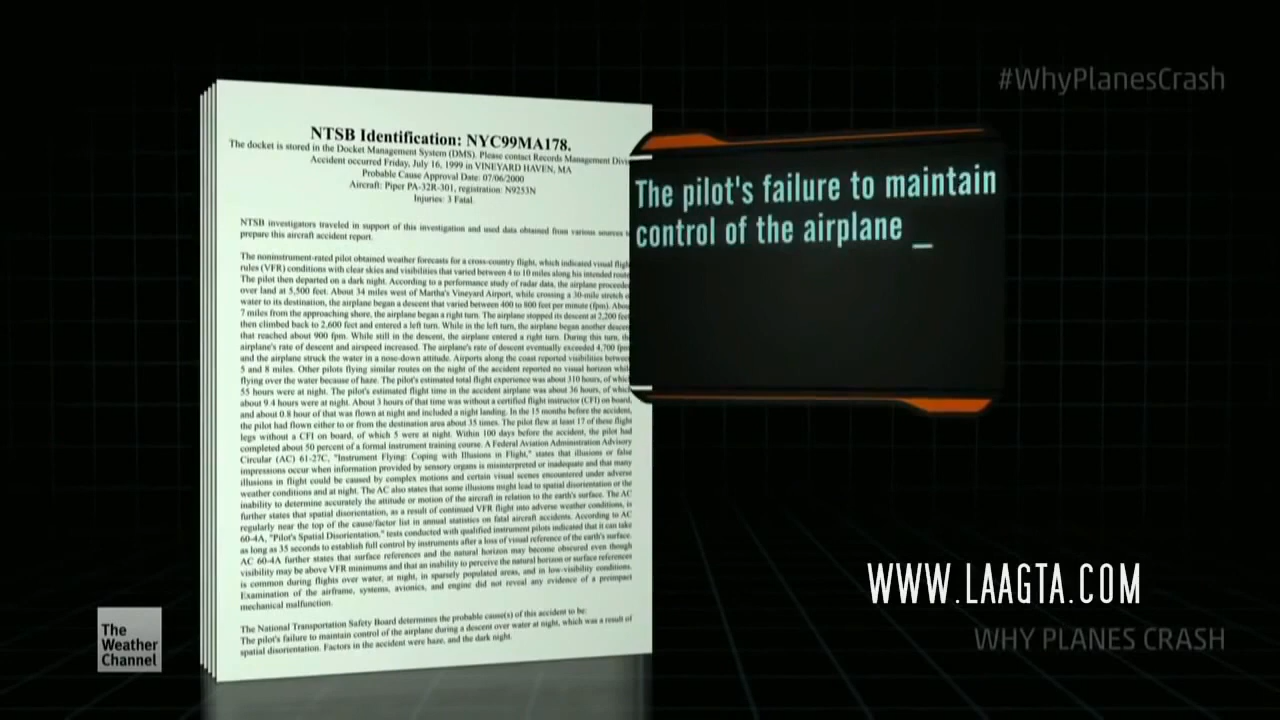 #WhyPlanesCrash
NTSB Identification: NYC99MA178.
The docket is stored in the Docket Management System (DMS). Please contact Records Management Divis
Accident occurred Friday, July 16, 1999 in VINEYARD HAVEN, MA
Probable Cause Approval Date: 07/06/2000
Aircraft: Piper PA-32R-301, registration: N9253N
Injuries: 3 Fatal.
NTSB investigators traveled in support of this investigation and used data obtained from various sources to
prepare this aircraft accident report.
The noninstrument-rated pilot obtained weather forecasts for a cross-country flight, which indicated visual flight
rules (VFR) conditions with clear skies and visibilities that varied between 4 to 10 miles along his intended route.
The pilot then departed on a dark night. According to a performance study of radar data, the airplane proceeded
over land at 5,500 feet. About 34 miles west of Martha's Vineyard Airport, while crossing a 30-mile stretch of
water to its destination, the airplane began a descent that varied between 400 to 800 feet per minute (fpm). About
7 miles from the approaching shore, the airplane began a right turn. The airplane stopped its descent at 2,200 feet,
then climbed back to 2,600 feet and entered a left turn. While in the left turn, the airplane began another descent
that reached about 900 fpm. While still in the descent, the airplane entered a right turn. During this turn, the
airplane's rate of descent and airspeed increased. The airplane's rate of descent eventually exceeded 4,700 fpm,
and the airplane struck the water in a nose-down attitude. Airports along the coast reported visibilities between
5 and 8 miles. Other pilots flying similar routes on the night of the accident reported no visual horizon while
flying over the water because of haze. The pilot's estimated total flight experience was about 310 hours, of which
55 hours were at night. The pilot's estimated flight time in the accident airplane was about 36 hours, of which
about 9.4 hours were at night. About 3 hours of that time was without a certified flight instructor (CFI) on board,
and about 0.8 hour of that was flown at night and included a night landing. In the 15 months before the accident,
the pilot had flown either to or from the destination area about 35 times. The pilot flew at least 17 of these flight
legs without a CFI on board, of which 5 were at night. Within 100 days before the accident, the pilot had
completed about 50 percent of a formal instrument training course. A Federal Aviation Administration Advisory
Circular (AC) 61-27C, "Instrument Flying: Coping with Illusions in Flight," states that illusions or false
impressions occur when information provided by sensory organs is misinterpreted or inadequate and that many
illusions in flight could be caused by complex motions and certain visual scenes encountered under adverse
weather conditions and at night. The AC also states that some illusions might lead to spatial disorientation or the
inability to determine accurately the attitude or motion of the aircraft in relation to the earth's surface. The AC
further states that spatial disorientation, as a result of continued VFR flight into adverse weather conditions, is
regularly near the top of the cause/factor list in annual statistics on fatal aircraft accidents. According to AC
60-4A, "Pilot's Spatial Disorientation," tests conducted with qualified instrument pilots indicated that it can take
as long as 35 seconds to establish full control by instruments after a loss of visual reference of the earth's surface.
AC 60-4A further states that surface references and the natural horizon may become obscured even though
visibility may be above VFR minimums and that an inability to perceive the natural horizon or surface references
is common during flights over water, at night, in sparsely populated areas, and in low-visibility conditions.
Examination of the airframe, systems, avionics, and engine did not reveal any evidence of a preimpact
mechanical malfunction.
The National Transportation Safety Board determines the probable cause(s) of this accident to be:
The pilot's failure to maintain control of the airplane during a descent over water at night, which was a result of
spatial disorientation. Factors in the accident were haze, and the dark night.
The pilot's failure to maintain
control of the airplane _
WWW.LAAGTA.COM
WHY PLANES CRASH
The
Weather
Channel